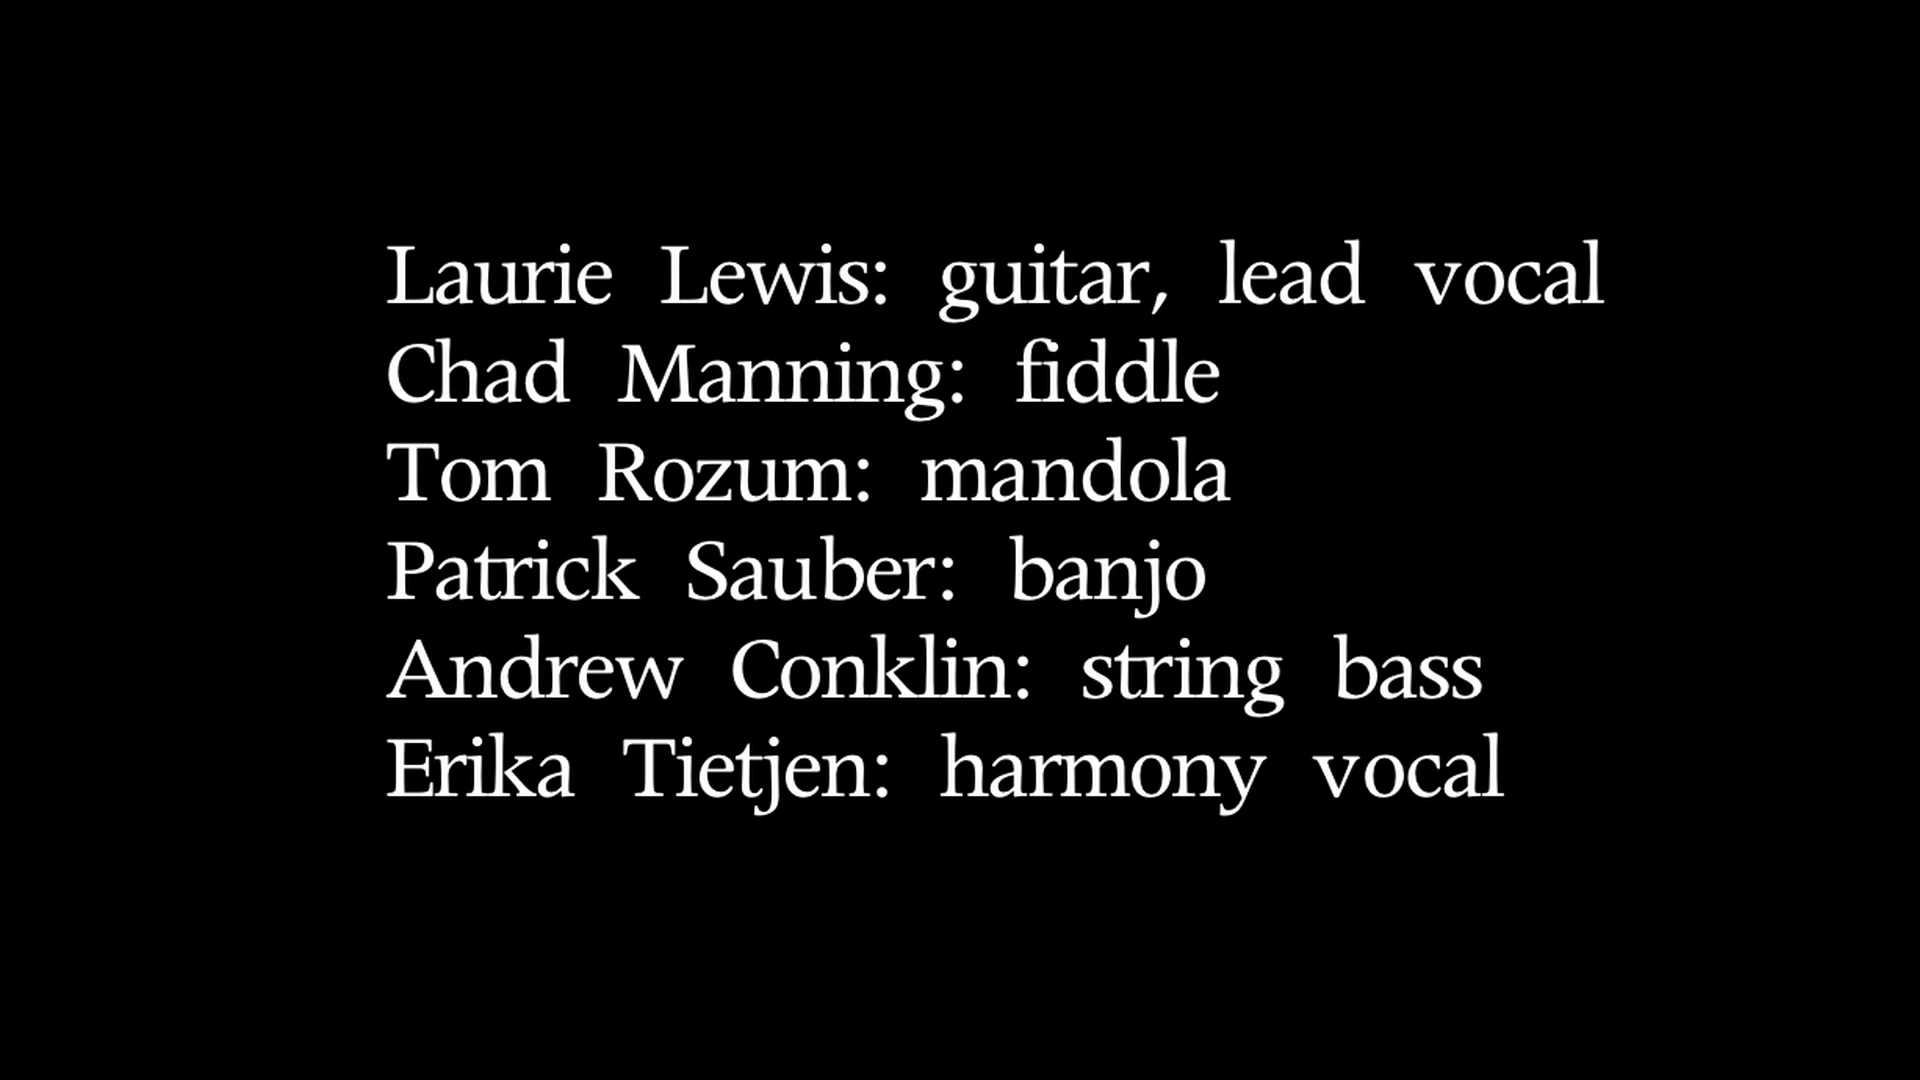 Laurie Lewis: guitar, lead vocal
Chad Manning: fiddle
Tom Rozum: mandola
Patrick Sauber: banjo
Andrew Conklin: string bass
Erika Tietjen: harmony vocal